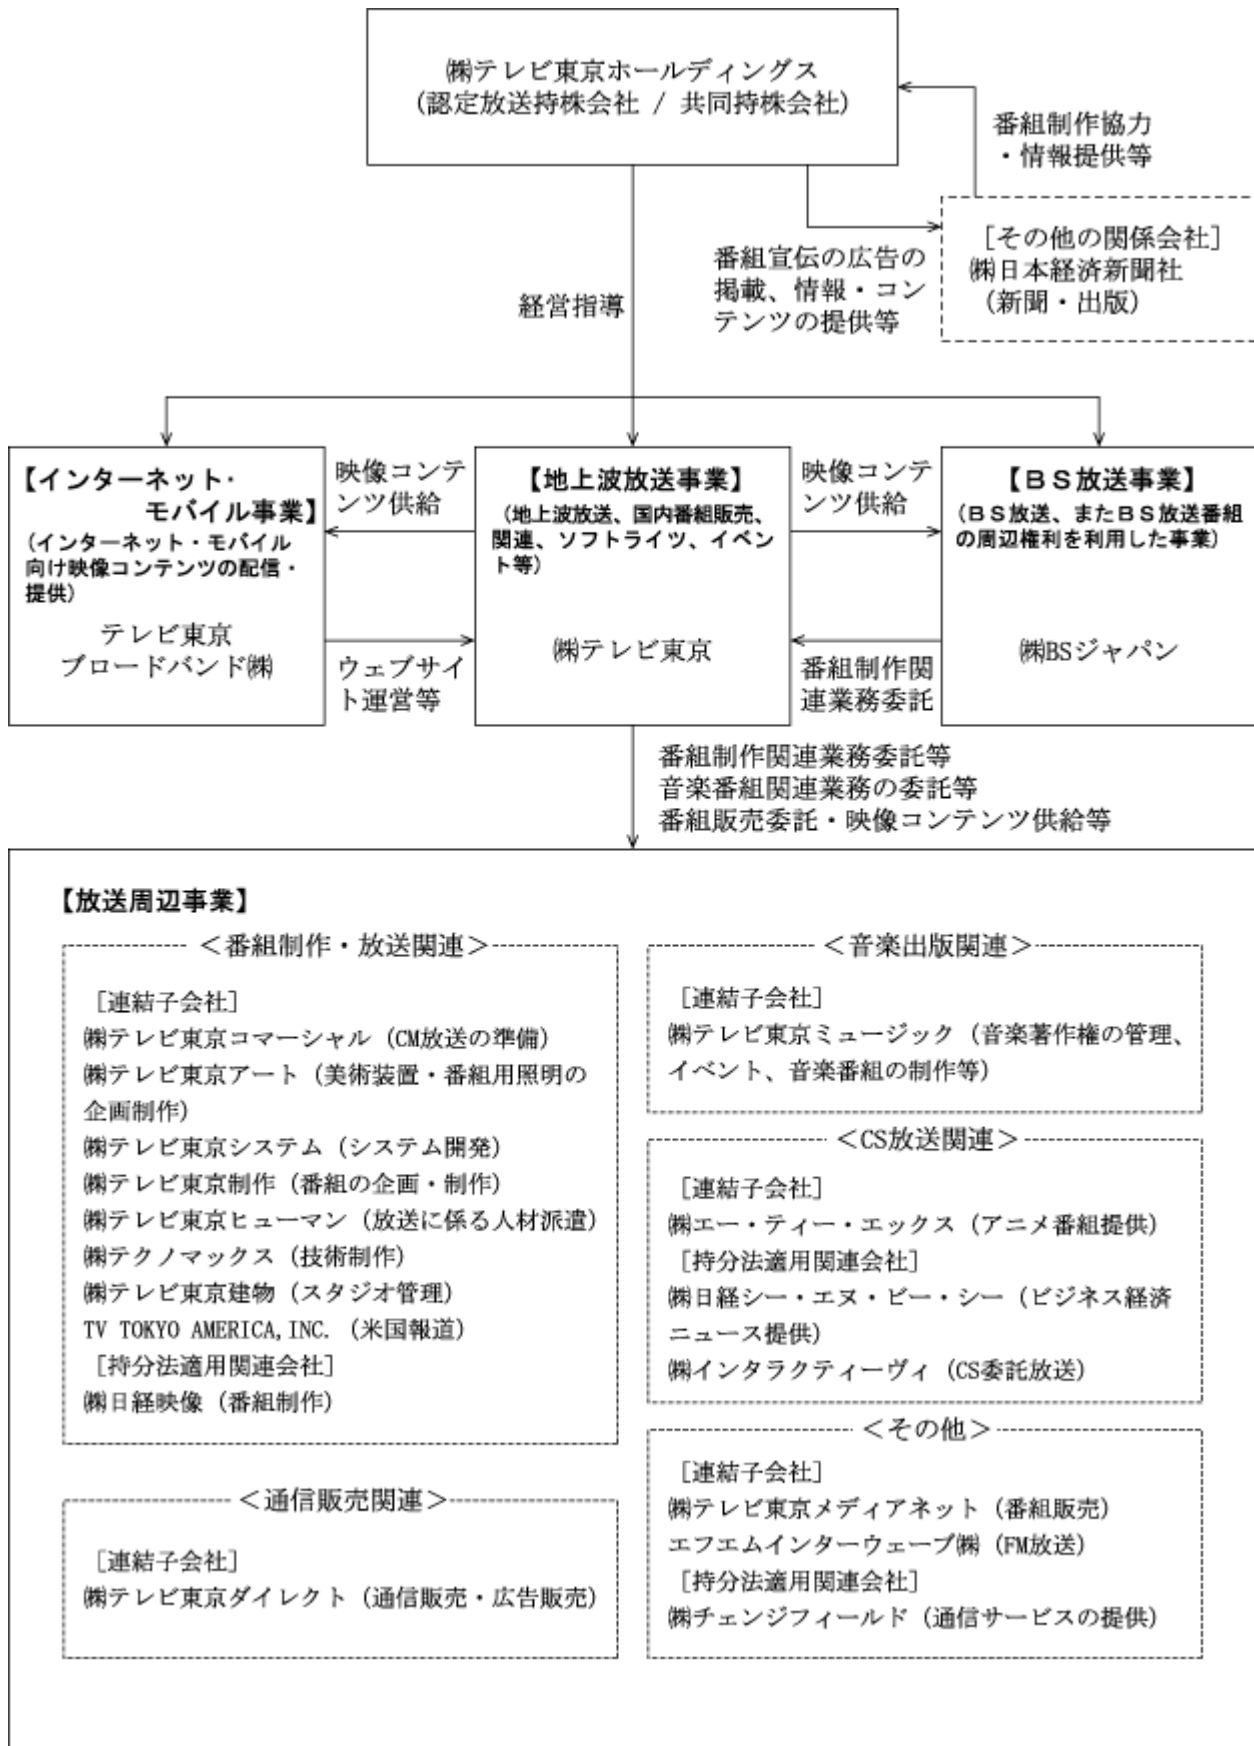 ㈱テレビ東京ホールディングス
(認定放送持株会社 / 共同持株会社)
番組制作協力
・情報提供等
[その他の関係会社]
㈱日本経済新聞社
(新聞・出版)
番組宣伝の広告の
掲載、情報・コン
テンツの提供等
経営指導
【インターネット・
モバイル事業】
(インターネット・モバイル
向け映像コンテンツの配信・
提供)
テレビ東京
ブロードバンド㈱
映像コンテ
ンツ供給
ウェブサイ
ト運営等
【地上波放送事業】
(地上波放送、国内番組販売、
関連、ソフトライツ、イベン
ト等)
㈱テレビ東京
映像コンテ
ンツ供給
番組制作関
連業務委託
【BS放送事業】
(BS放送、またBS放送番組
の周辺権利を利用した事業)
㈱BSジャパン
番組制作関連業務委託等
音楽番組関連業務の委託等
番組販売委託・映像コンテンツ供給等
【放送周辺事業】
<番組制作・放送関連>
[連結子会社]
㈱テレビ東京コマーシャル (CM放送の準備)
㈱テレビ東京アート (美術装置・番組用照明の
企画制作)
㈱テレビ東京システム (システム開発)
㈱テレビ東京制作 (番組の企画・制作)
㈱テレビ東京ヒューマン (放送に係る人材派遣)
㈱テクノマックス (技術制作)
㈱テレビ東京建物 (スタジオ管理)
TV TOKYO AMERICA,INC. (米国報道)
[持分法適用関連会社]
㈱日経映像 (番組制作)
<通信販売関連>
[連結子会社]
㈱テレビ東京ダイレクト (通信販売・広告販売)
<音楽出版関連>
[連結子会社]
㈱テレビ東京ミュージック (音楽著作権の管理、
イベント、音楽番組の制作等)
<CS放送関連>
[連結子会社]
㈱エー・ティー・エックス (アニメ番組提供)
[持分法適用関連会社]
㈱日経シー・エヌ・ビー・シー (ビジネス経済
ニュース提供)
㈱インタラクティーヴィ (CS委託放送)
<その他>
[連結子会社]
㈱テレビ東京メディアネット (番組販売)
エフエムインターウェーブ㈱ (FM放送)
[持分法適用関連会社]
㈱チェンジフィールド (通信サービスの提供)